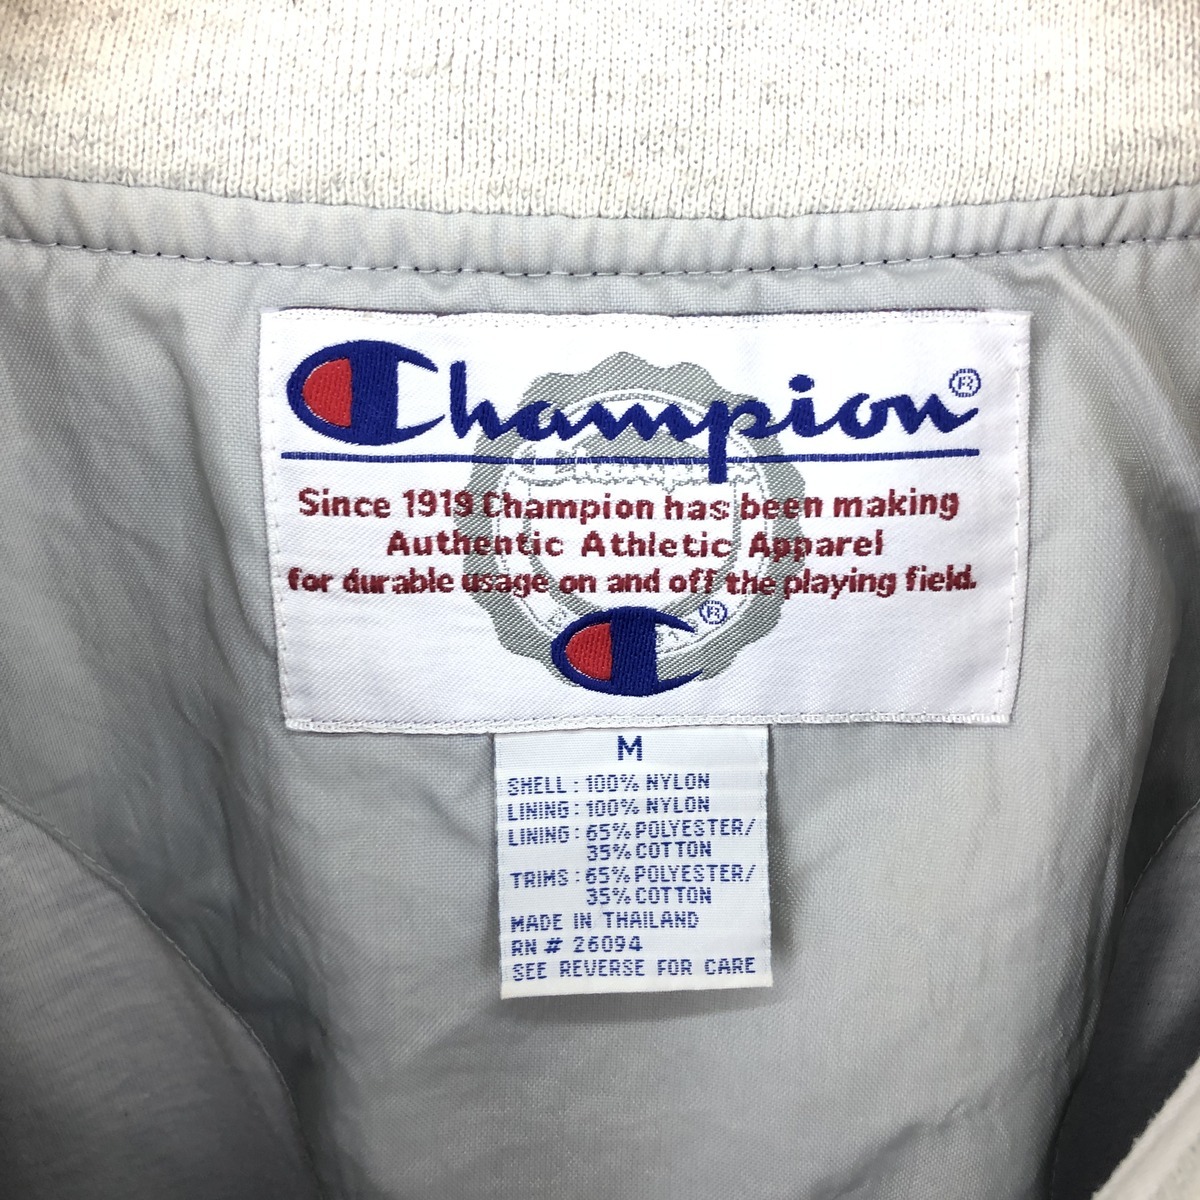 Champion®
Since 1919 Champion has been making
Authentic Athletic Apparel
for durable usage on and off the playing field.
®
M
SHELL : 100% NYLON
LINING : 100% NYLON
LINING : 65% POLYESTER/
35% COTTON
TRIMS : 65% POLYESTER/
35% COTTON
MADE IN THAILAND
RN # 26094
SEE REVERSE FOR CARE